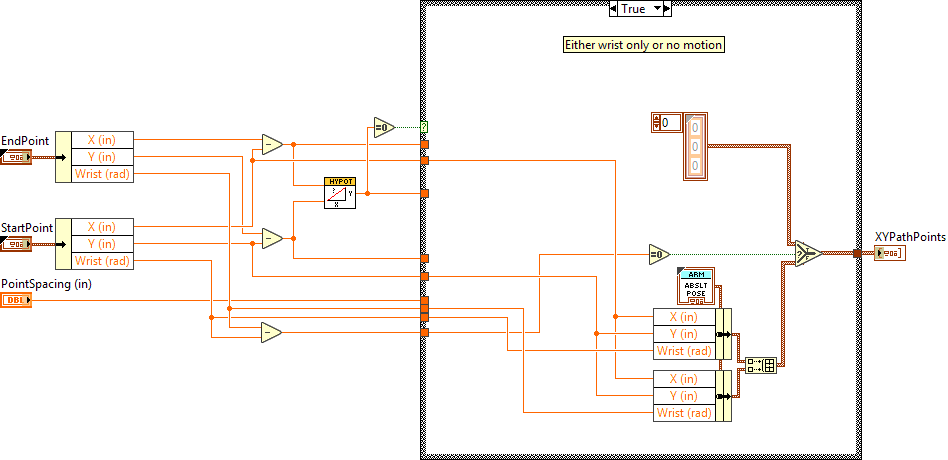 True
Either wrist only or no motion
=0
?
0
0
0
0
EndPoint
X (in)
Y (in)
Wrist (rad)
-
HYPOT
Y
X
StartPoint
X (in)
Y (in)
Wrist (rad)
-
PointSpacing (in)
DBL
-
=0
?
T
F
XYPathPoints
ARM
ABSLT
POSE
X (in)
Y (in)
Wrist (rad)
X (in)
Y (in)
Wrist (rad)